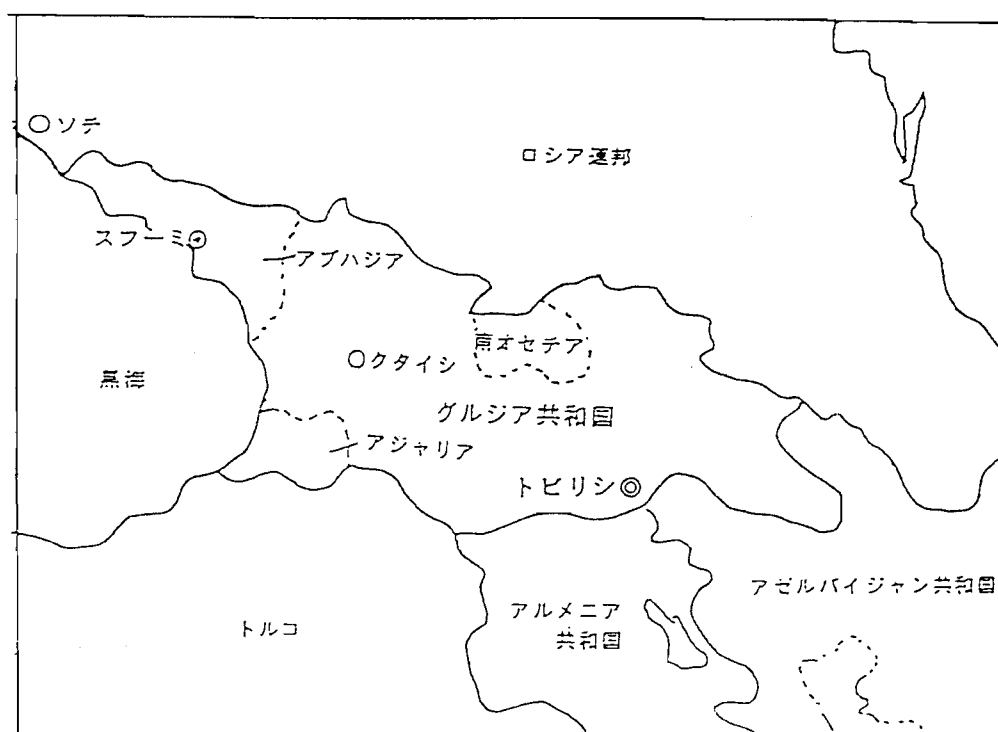 ソチ
ロシア連邦
スフーミ
アブハジア
南オセチア
クタイシ
黒海
グルジア共和国
アジャリア
トビリシ
アゼルバイジャン共和国
アルメニア
共和国
トルコ